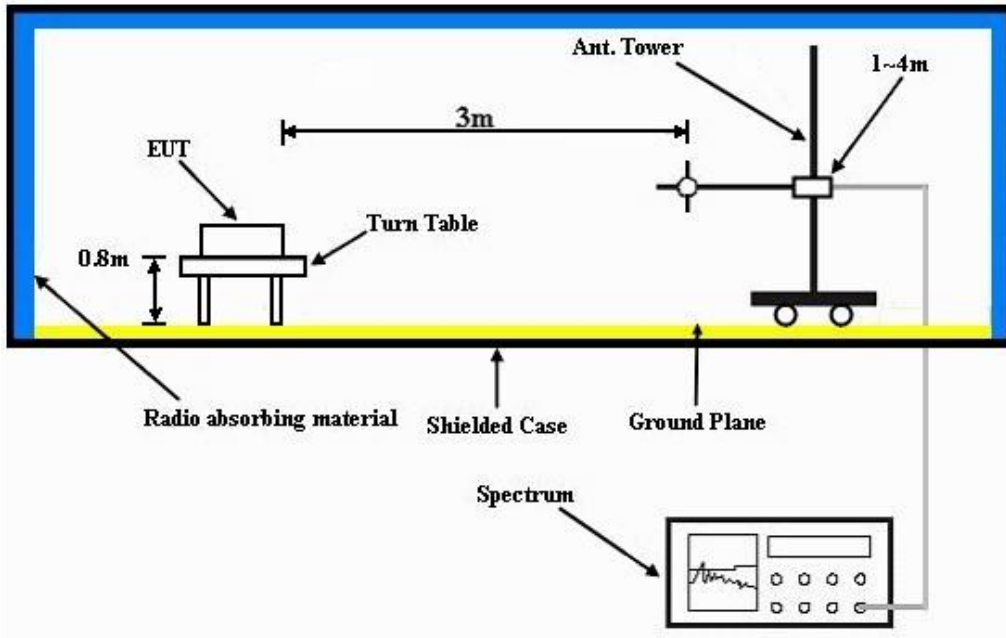 Ant. Tower
1~4m
3m
EUT
Turn Table
0.8m
Radio absorbing material
Shielded Case
Ground Plane
Spectrum